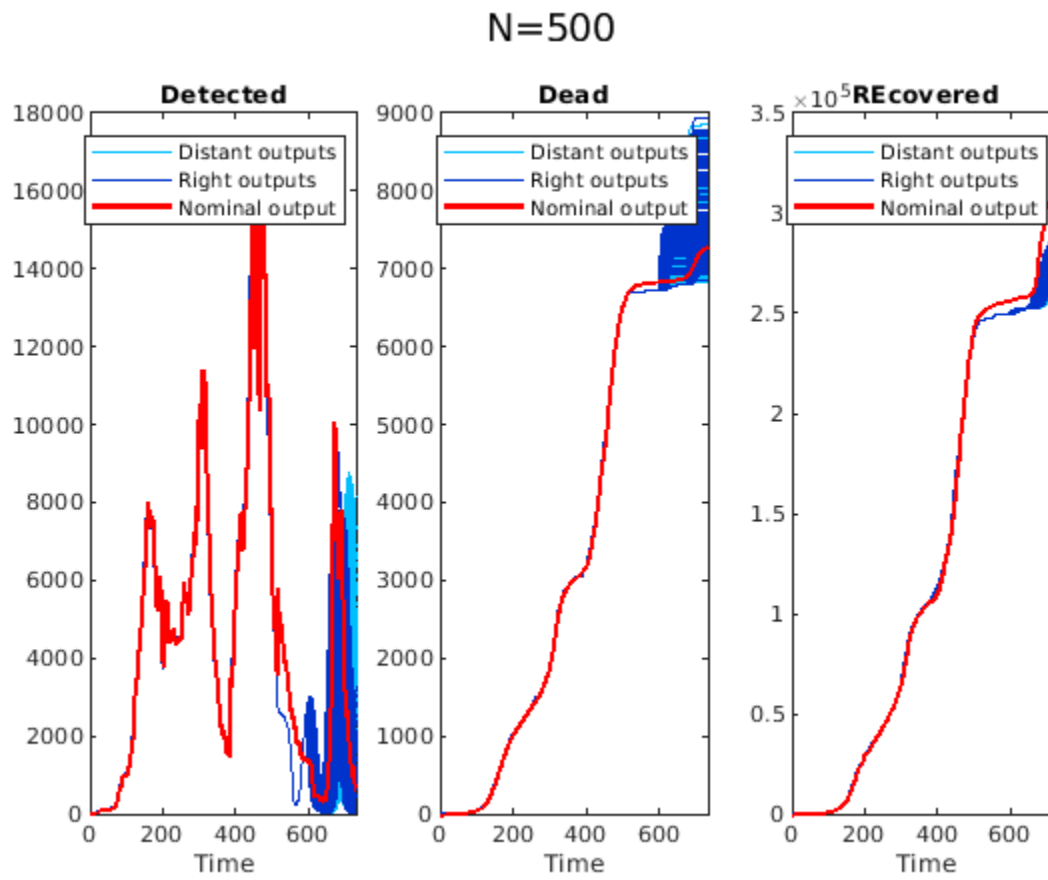 N=500
Detected
18000
16000
14000
12000
10000
8000
6000
4000
2000
0
0 200 400 600
Time
Distant outputs
Right outputs
Nominal output
Dead
9000
8000
7000
6000
5000
4000
3000
2000
1000
0
0 200 400 600
Time
Distant outputs
Right outputs
Nominal output
×10⁵ REcovered
3.5
3
2.5
2
1.5
1
0.5
0
0 200 400 600
Time
Distant outputs
Right outputs
Nominal output